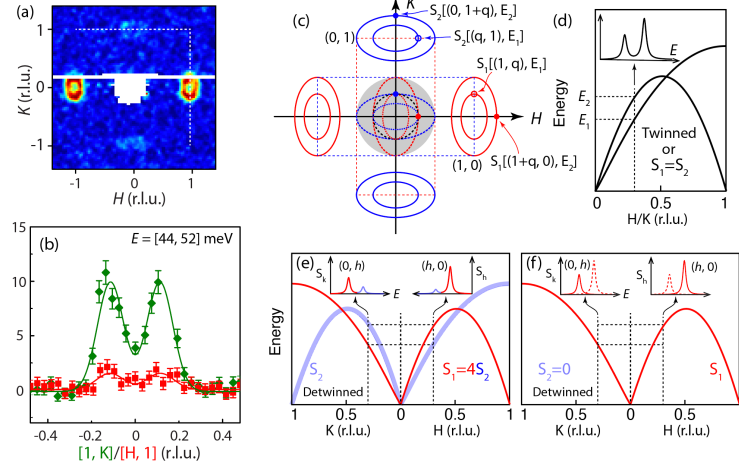 (a)
K (r.l.u.)
1
0
-1
-1
0
1
H (r.l.u.)
(b)
E = [44, 52] meV
15
10
5
0
-0.4
-0.2
0.0
0.2
0.4
[1, K]/[H, 1] (r.l.u.)
(c)
K
S2[(0, 1+q), E2]
(0, 1)
S2[(q, 1), E1]
S1[(1, q), E1]
H
(1, 0)
S1[(1+q, 0), E2]
(d)
E
Energy
E2
E1
Twinned
or
S1=S2
0
0.5
1
H/K (r.l.u.)
(e)
Sk
(0, h)
E
(h, 0)
Sh
Energy
S2
S1=4S2
Detwinned
1
0.5
0
0.5
1
K (r.l.u.)
H (r.l.u.)
(f)
Sk
(0, h)
E
Sh
(h, 0)
S2=0
S1
Detwinned
1
0.5
0
0.5
1
K (r.l.u.)
H (r.l.u.)